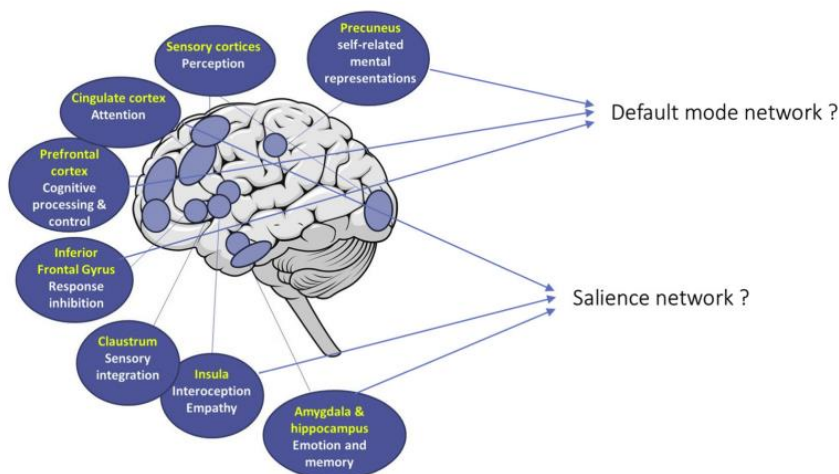 Sensory cortices
Perception
Precuneus
self-related
mental
representations
Cingulate cortex
Attention
Default mode network ?
Prefrontal
cortex
Cognitive
processing &
control
Inferior
Frontal Gyrus
Response
inhibition
Salience network ?
Claustrum
Sensory
integration
Insula
Interoception
Empathy
Amygdala &
hippocampus
Emotion and
memory